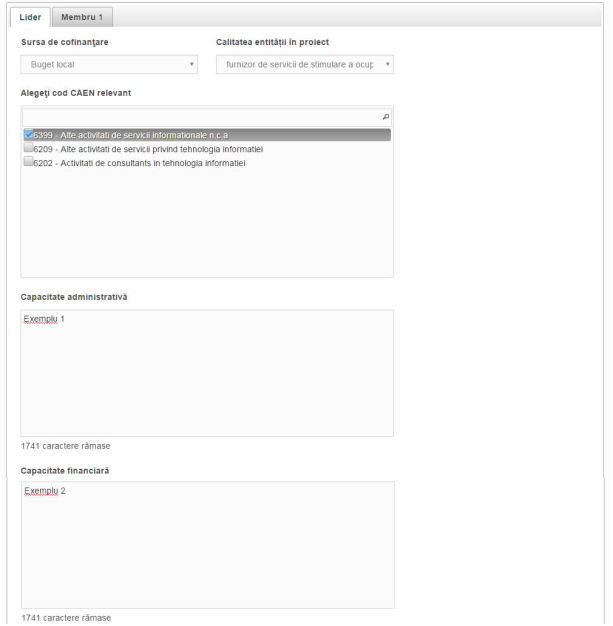 Lider Membru 1
Sursa de cofinanţare Calitatea entităţii în proiect
Buget local furnizor de servicii de stimulare a ocup
Alegeţi cod CAEN relevant
6399 - Alte activitati de servicii informationale n.c.a
6209 - Alte activitati de servicii privind tehnologia informatiei
6202 - Activitati de consultants in tehnologia informatiei
Capacitate administrativă
Exemplu 1
1741 caractere rămase
Capacitate financiară
Exemplu 2
1741 caractere rămase